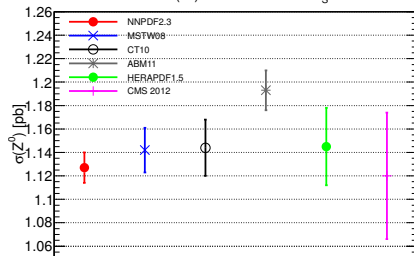 NNPDF2.3
MSTW08
CT10
ABM11
HERAPDF1.5
CMS 2012
σ(Z⁰) [pb]
1.26
1.24
1.22
1.2
1.18
1.16
1.14
1.12
1.1
1.08
1.06